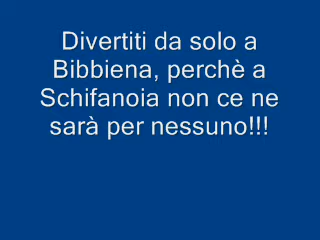 Divertiti da solo a
Bibbiena, perchè a
Schifanoia non ce ne
sarà per nessuno!!!